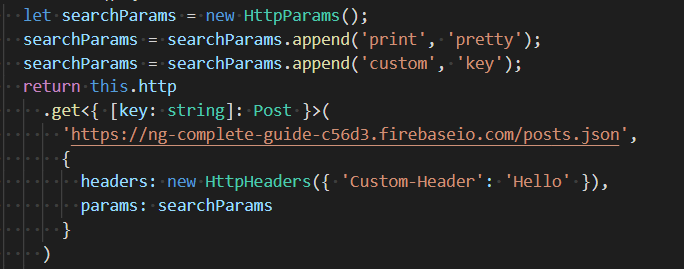 let searchParams = new HttpParams();
searchParams = searchParams.append('print', 'pretty');
searchParams = searchParams.append('custom', 'key');
return this.http
.get<{ [key: string]: Post }>(
'https://ng-complete-guide-c56d3.firebaseio.com/posts.json',
{
headers: new HttpHeaders({ 'Custom-Header': 'Hello' }),
params: searchParams
}
)